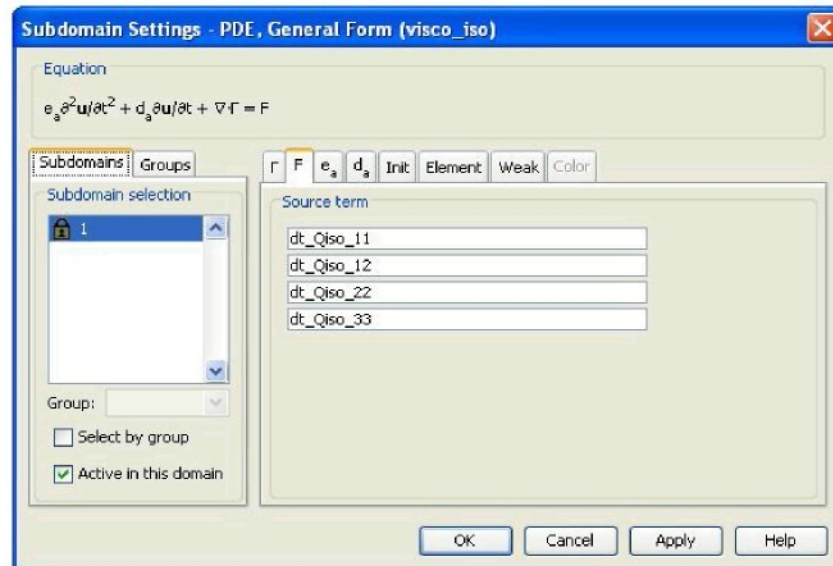 Subdomain Settings - PDE, General Form (visco_iso)
Equation
eₐ∂²u/∂t² + dₐ∂u/∂t + ∇·Γ = F
Subdomains Groups
Γ F eₐ dₐ Init Element Weak Color
Subdomain selection
1
Group:
Select by group
Active in this domain
Source term
dt_Qiso_11
dt_Qiso_12
dt_Qiso_22
dt_Qiso_33
OK Cancel Apply Help